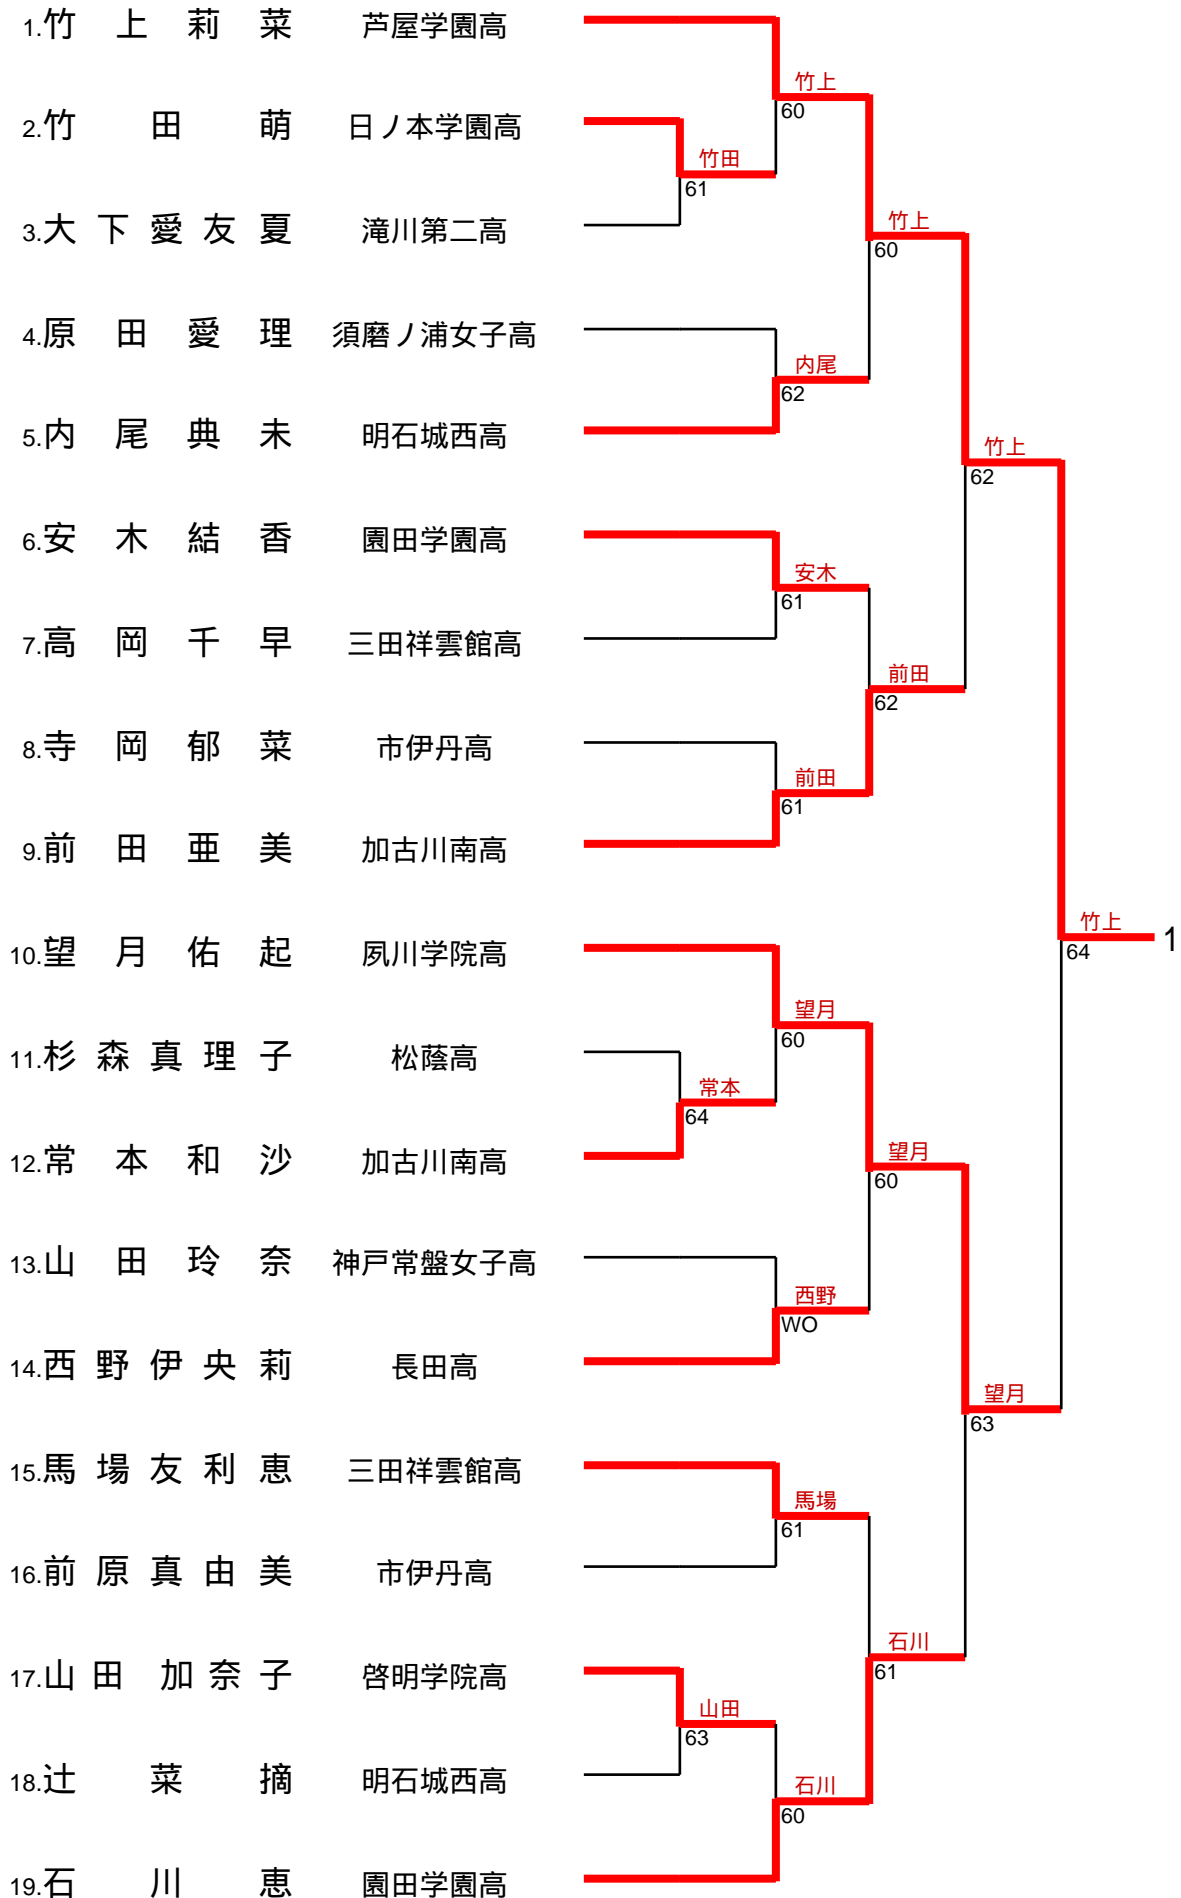 1.竹上莉菜 芦屋学園高
竹上
60
2.竹田萌 日ノ本学園高
竹田
61
3.大下愛友夏 滝川第二高
竹上
60
4.原田愛理 須磨ノ浦女子高
内尾
62
5.内尾典未 明石城西高
竹上
62
6.安木結香 園田学園高
安木
61
7.高岡千早 三田祥雲館高
前田
62
8.寺岡郁菜 市伊丹高
前田
61
9.前田亜美 加古川南高
竹上 1
64
10.望月佑起 夙川学院高
望月
60
11.杉森真理子 松蔭高
常本
64
12.常本和沙 加古川南高
望月
60
13.山田玲奈 神戸常盤女子高
西野
WO
14.西野伊央莉 長田高
望月
63
15.馬場友利恵 三田祥雲館高
馬場
61
16.前原真由美 市伊丹高
石川
61
17.山田加奈子 啓明学院高
山田
63
18.辻菜摘 明石城西高
石川
60
19.石川恵 園田学園高